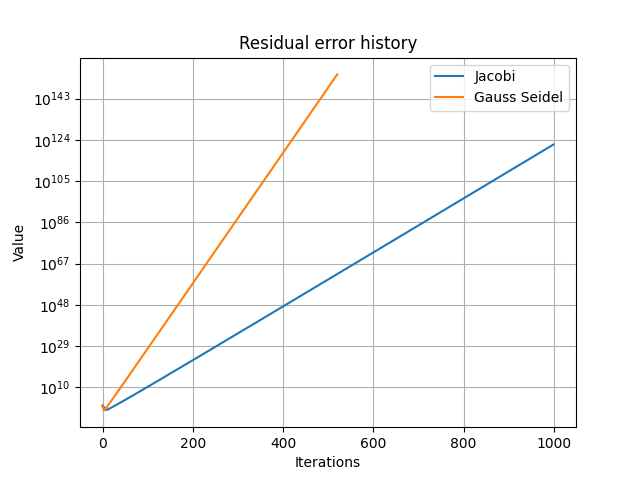 Residual error history
Jacobi
Gauss Seidel
10^143
10^124
10^105
10^86
10^67
10^48
10^29
10^10
Value
0 200 400 600 800 1000
Iterations